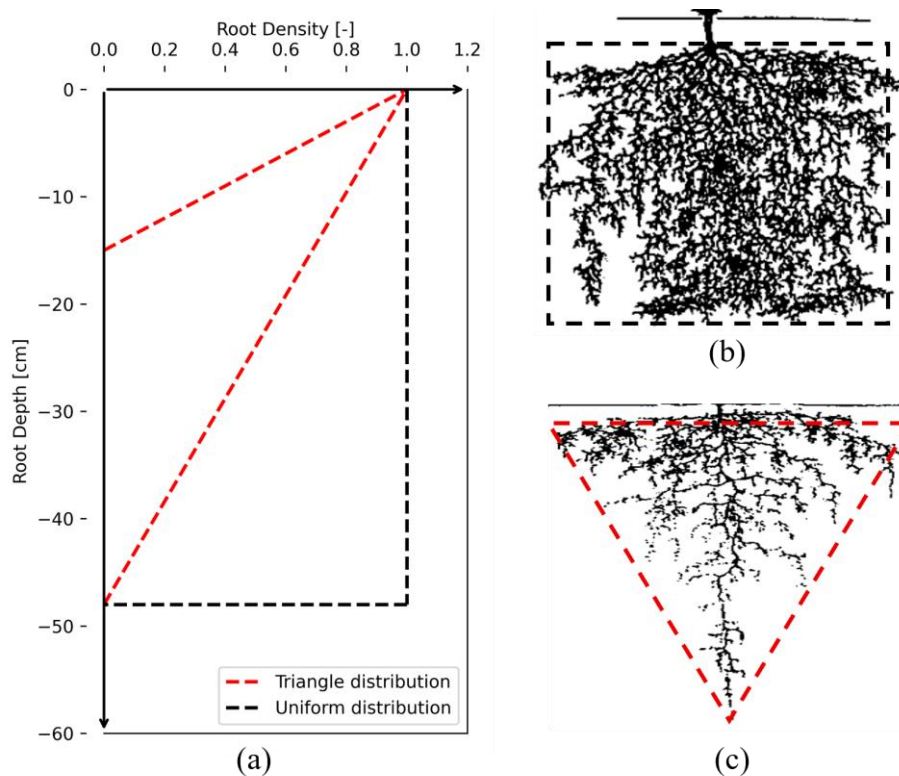 Root Density [-]
0.0 0.2 0.4 0.6 0.8 1.0 1.2
0
−10
−20
−30
−40
−50
−60
Root Depth [cm]
Triangle distribution
Uniform distribution
(a)
(b)
(c)